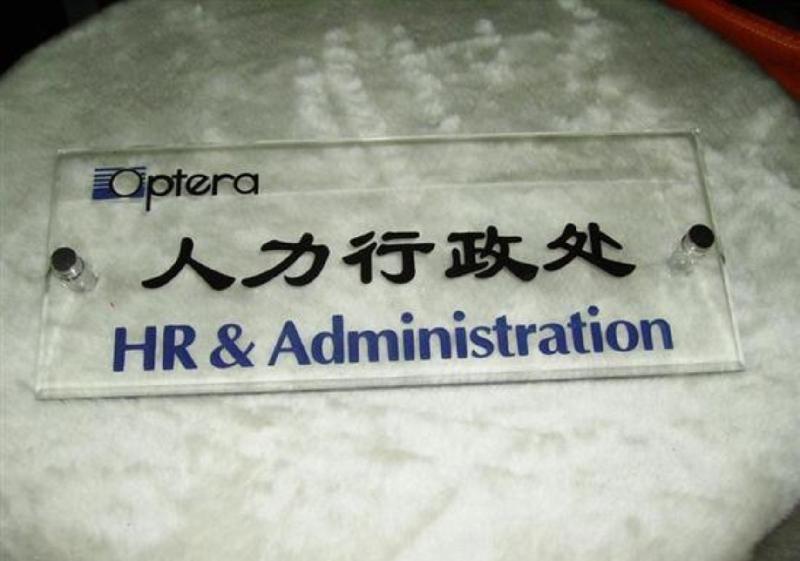 Optera
人力行政处
HR & Administration